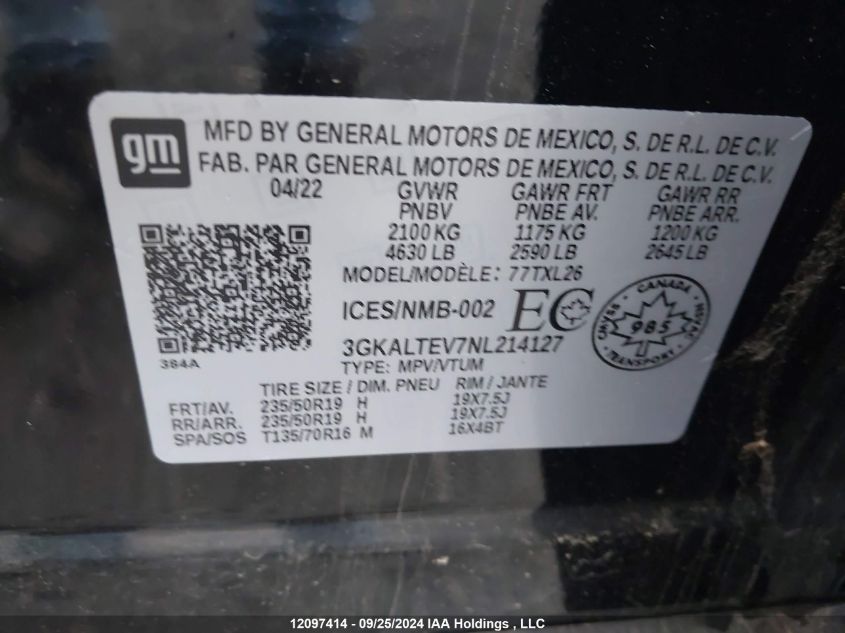 gm
MFD BY GENERAL MOTORS DE MEXICO, S. DE R.L. DE C.V.
FAB. PAR GENERAL MOTORS DE MEXICO, S. DE R.L. DE C.V.
04/22 GVWR GAWR FRT GAWR RR
PNBV PNBE AV. PNBE ARR.
2100 KG 1175 KG 1200 KG
4630 LB 2590 LB 2645 LB
MODEL/MODÈLE: 77TXL26
ICES/NMB-002 EC
CANADA
985
TRANSPORT
3GKALTEV7NL214127
384A
TYPE: MPV/VTUM
TIRE SIZE / DIM. PNEU RIM / JANTE
FRT/AV. 235/50R19 H 19X7.5J
RR/ARR. 235/50R19 H 19X7.5J
SPA/SOS T135/70R16 M 16X4BT
12097414 - 09/25/2024 IAA Holdings , LLC